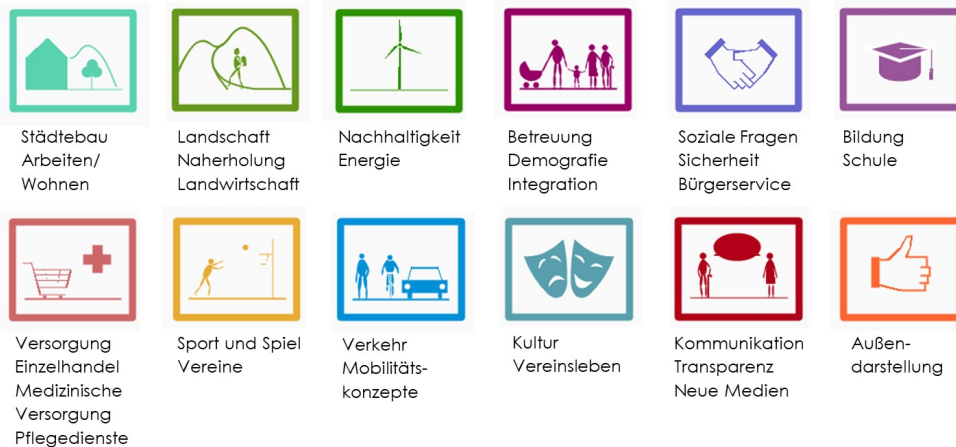 Städtebau
Arbeiten/
Wohnen
Landschaft
Naherholung
Landwirtschaft
Nachhaltigkeit
Energie
Betreuung
Demografie
Integration
Soziale Fragen
Sicherheit
Bürgerservice
Bildung
Schule
Versorgung
Einzelhandel
Medizinische
Versorgung
Pflegedienste
Sport und Spiel
Vereine
Verkehr
Mobilitäts-
konzepte
Kultur
Vereinsleben
Kommunikation
Transparenz
Neue Medien
Außen-
darstellung